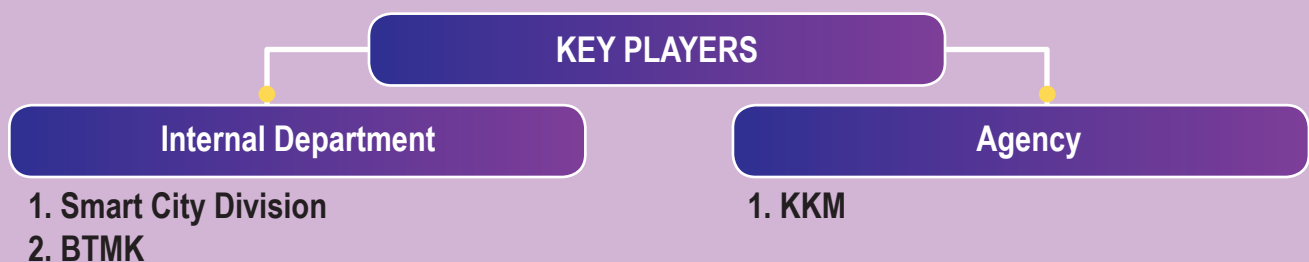 KEY PLAYERS
Internal Department
1. Smart City Division
2. BTMK
Agency
1. KKM